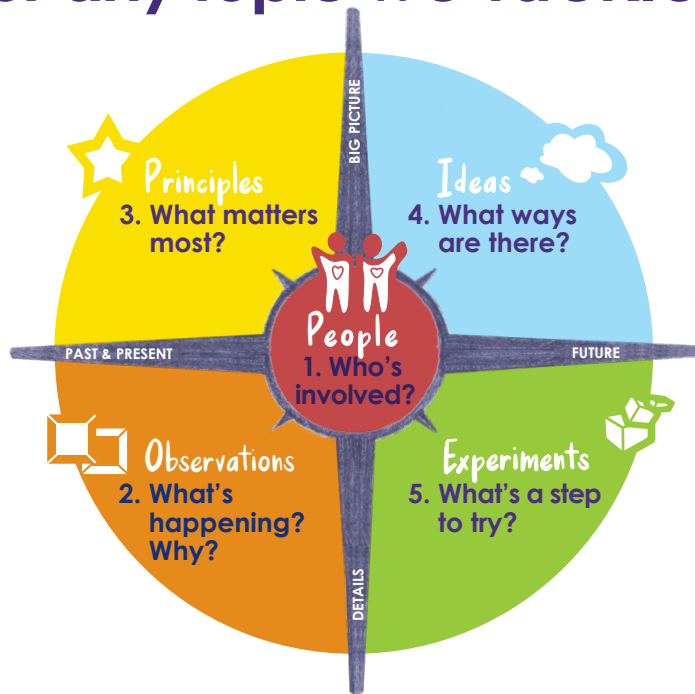 BIG PICTURE
Principles
3. What matters
most?
Ideas
4. What ways
are there?
People
1. Who's
involved?
PAST & PRESENT
FUTURE
Observations
2. What's
happening?
Why?
Experiments
5. What's a step
to try?
DETAILS